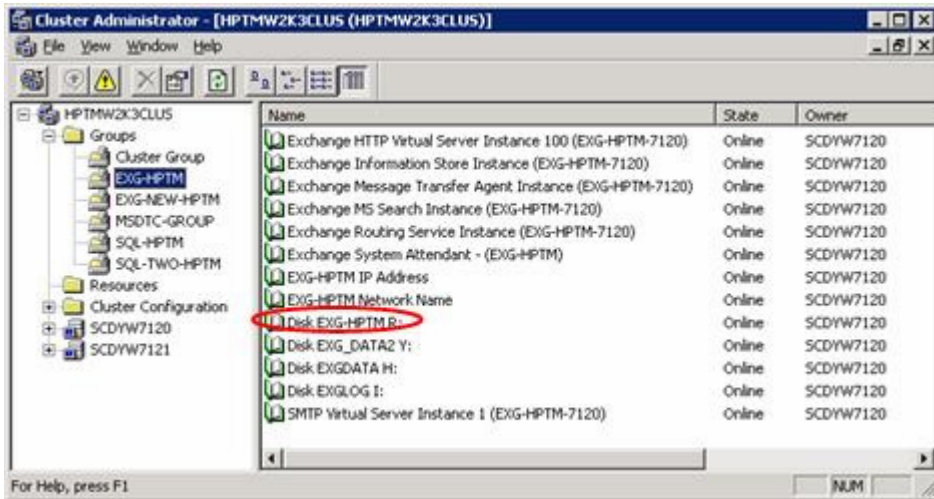 Cluster Administrator - [HPTMW2K3CLUS (HPTMW2K3CLUS)]
File View Window Help
HPTMW2K3CLUS
Groups
Cluster Group
EXG-HPTM
EXG-NEW-HPTM
MSDTC-GROUP
SQL-HPTM
SQL-TWO-HPTM
Resources
Cluster Configuration
SCDYW7120
SCDYW7121
Name State Owner
Exchange HTTP Virtual Server Instance 100 (EXG-HPTM-7120) Online SCDYW7120
Exchange Information Store Instance (EXG-HPTM-7120) Online SCDYW7120
Exchange Message Transfer Agent Instance (EXG-HPTM-7120) Online SCDYW7120
Exchange MS Search Instance (EXG-HPTM-7120) Online SCDYW7120
Exchange Routing Service Instance (EXG-HPTM-7120) Online SCDYW7120
Exchange System Attendant - (EXG-HPTM) Online SCDYW7120
EXG-HPTM IP Address Online SCDYW7120
EXG-HPTM Network Name Online SCDYW7120
Disk EXG-HPTM R: Online SCDYW7120
Disk EXG_DATA2 Y: Online SCDYW7120
Disk EXGDATA H: Online SCDYW7120
Disk EXGLOG I: Online SCDYW7120
SMTP Virtual Server Instance 1 (EXG-HPTM-7120) Online SCDYW7120
For Help, press F1 NUM